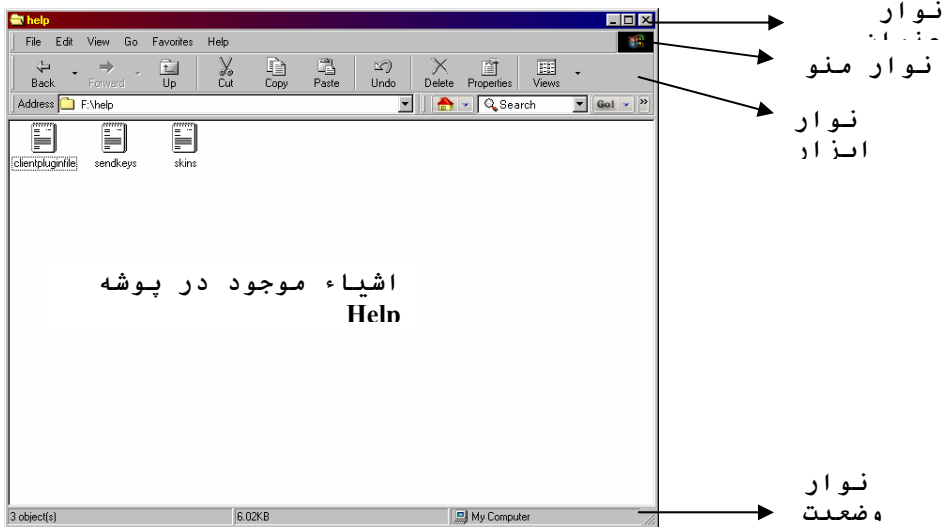 help
نوار
عنوان
File Edit View Go Favorites Help
نوار منو
Back Forward Up Cut Copy Paste Undo Delete Properties Views
Address F:\help Search Go!
نوار
ابزار
clientpluginfile sendkeys skins
اشیاء موجود در پوشه
Help
نوار
وضعیت
3 object(s) 6.02KB My Computer